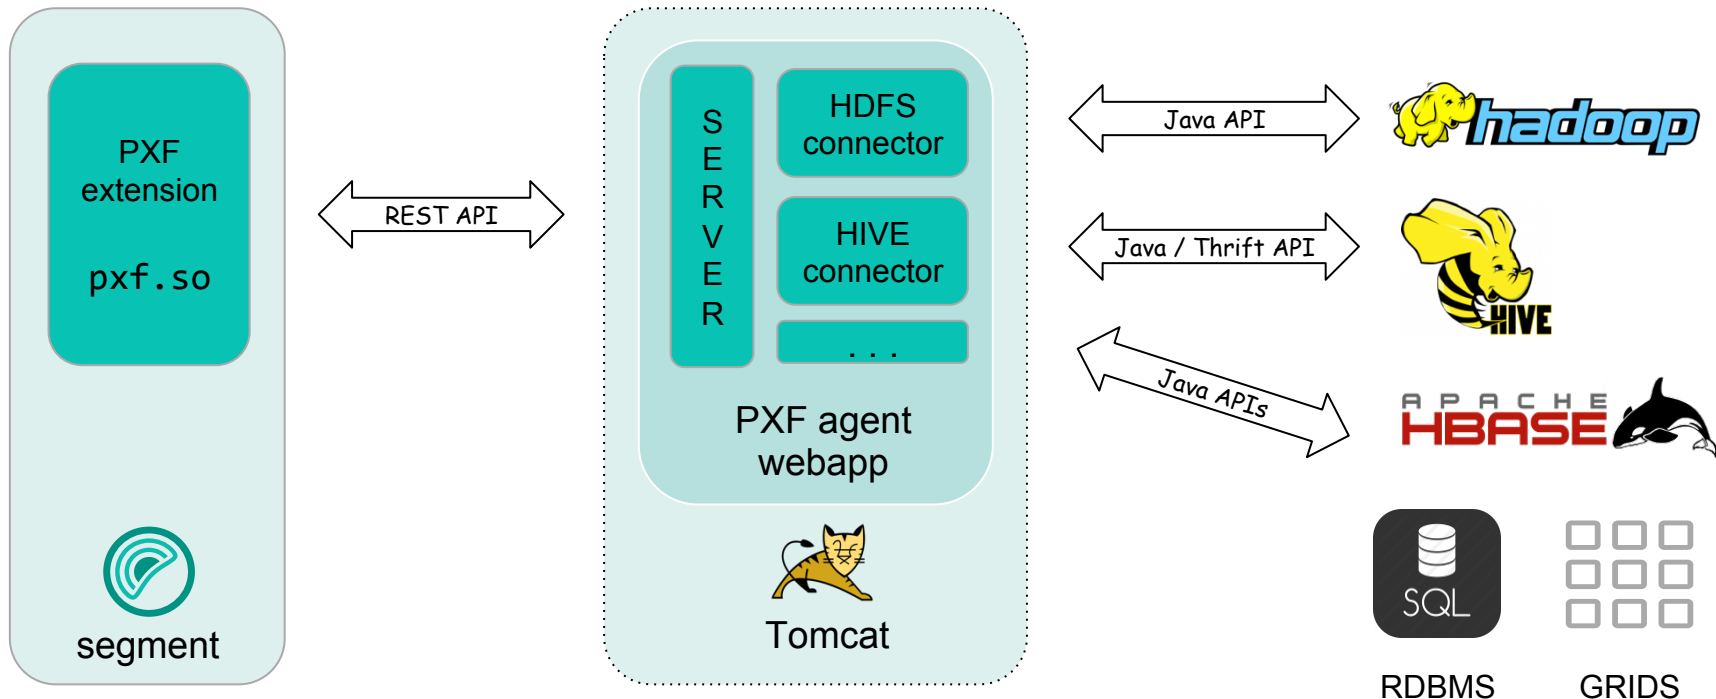 PXF
extension
pxf.so
segment
REST API
S
E
R
V
E
R
HDFS
connector
HIVE
connector
. . .
PXF agent
webapp
Tomcat
Java API
Java / Thrift API
Java APIs
hadoop
HIVE
APACHE
HBASE
SQL
RDBMS
GRIDS